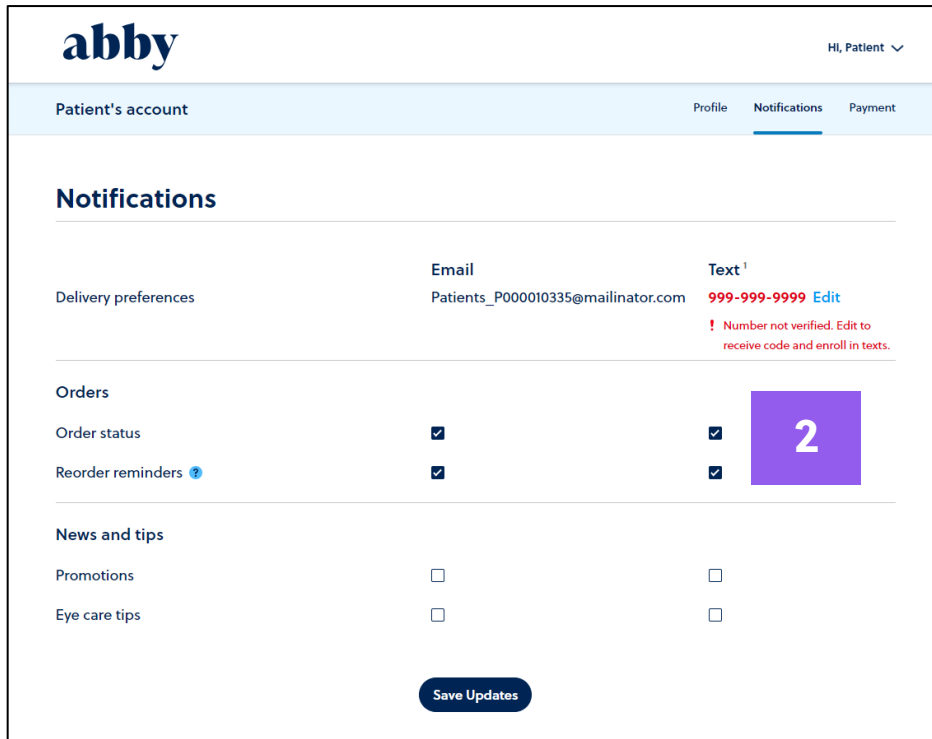 abby
Hi, Patient
Patient's account
Profile
Notifications
Payment
Notifications
Email
Text 1
Delivery preferences
Patients_P000010335@mailinator.com
999-999-9999 Edit
! Number not verified. Edit to
receive code and enroll in texts.
Orders
Order status
2
Reorder reminders ?
News and tips
Promotions
Eye care tips
Save Updates